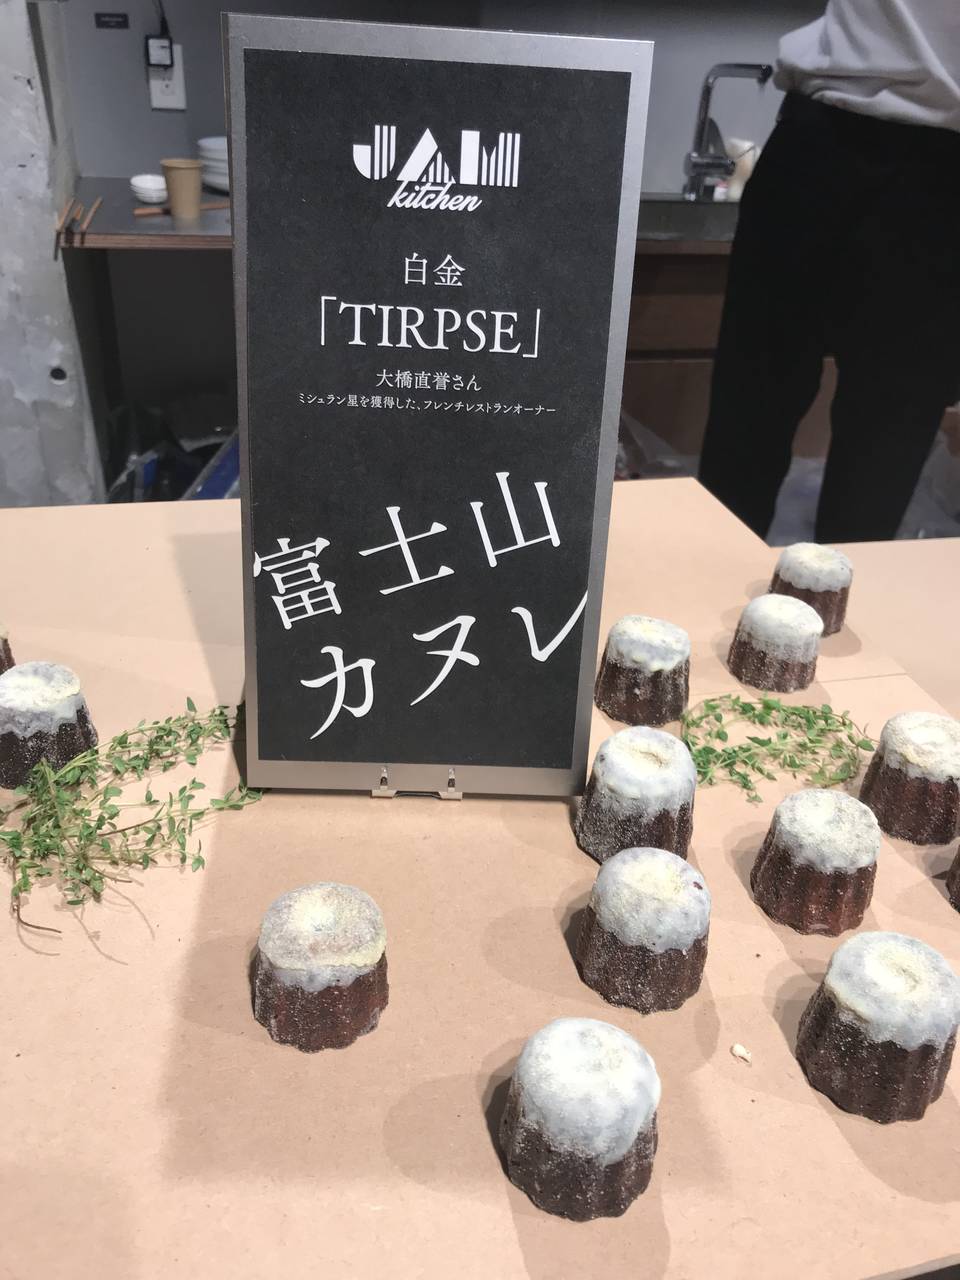 JAM
kitchen
白金
「TIRPSE」
大橋直誉さん
ミシュラン星を獲得した、フレンチレストランオーナー
富士山
カヌレ